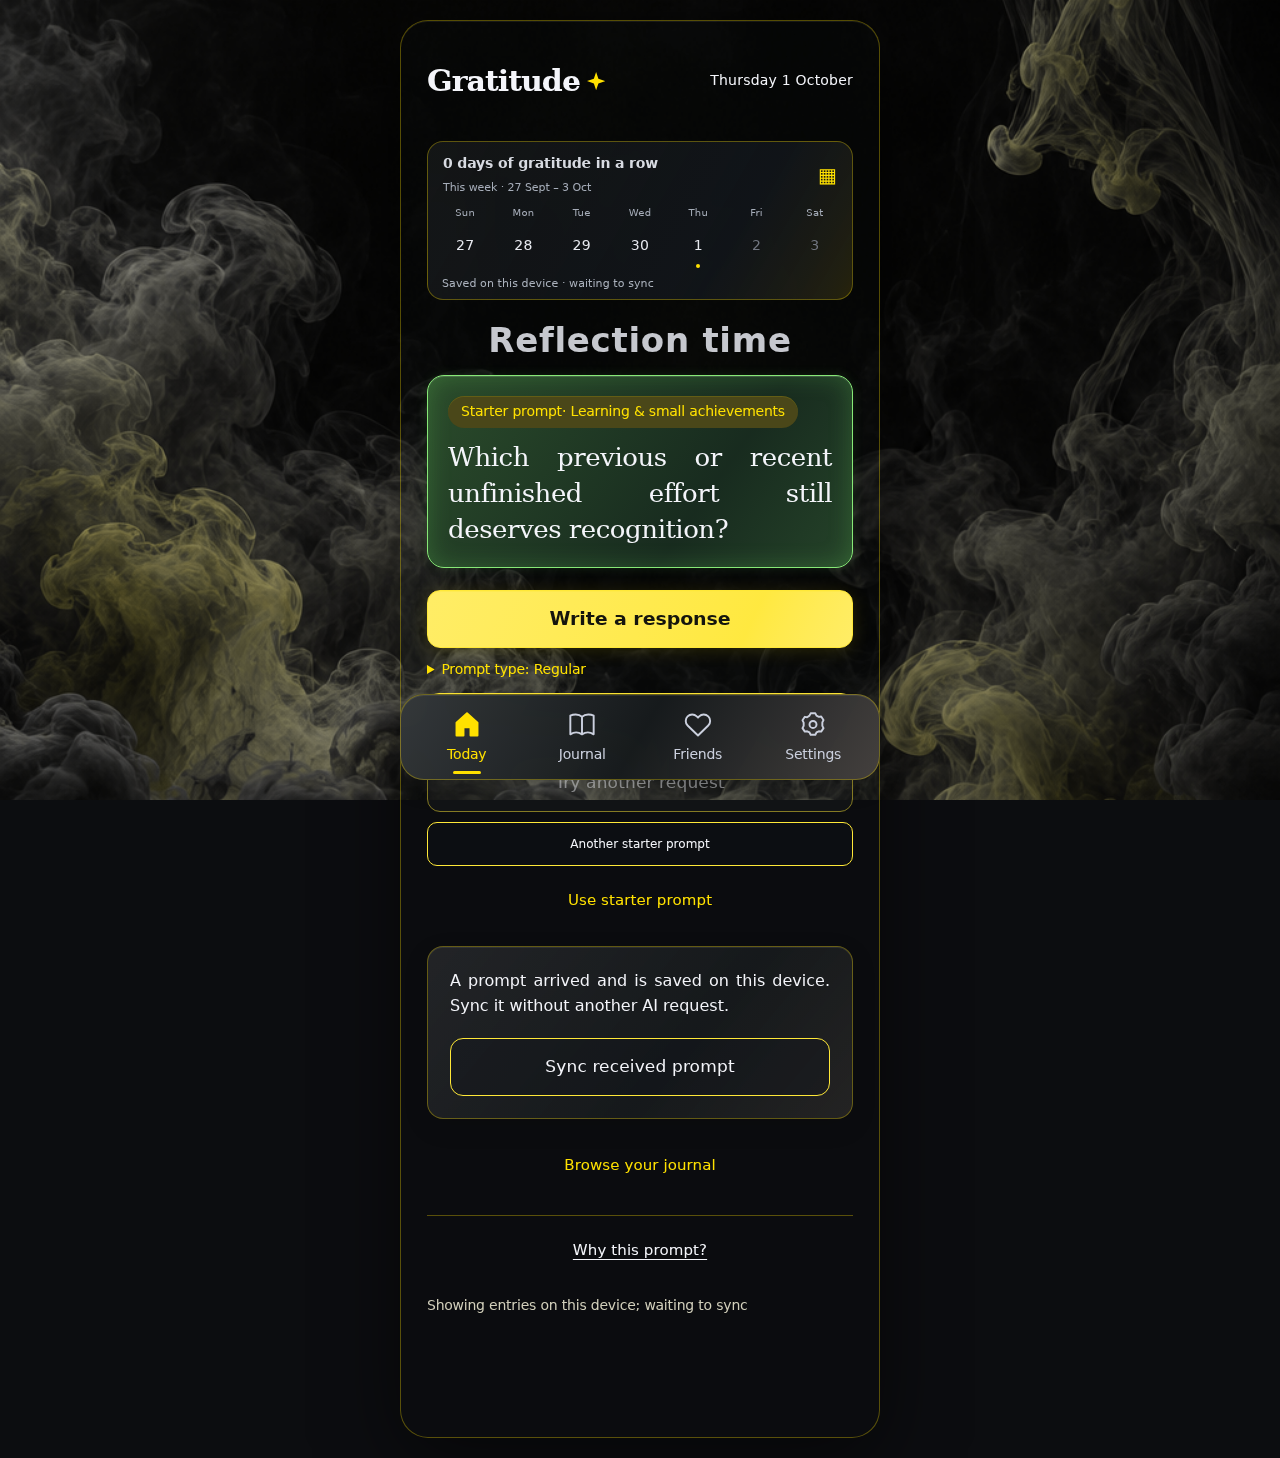 Gratitude
Thursday 1 October
0 days of gratitude in a row
This week · 27 Sept – 3 Oct
Sun Mon Tue Wed Thu Fri Sat
27 28 29 30 1 2 3
Saved on this device · waiting to sync
Reflection time
Starter prompt· Learning & small achievements
Which previous or recent
unfinished effort still
deserves recognition?
Write a response
Prompt type: Regular
Today Journal Friends Settings
Try another request
Another starter prompt
Use starter prompt
A prompt arrived and is saved on this device.
Sync it without another AI request.
Sync received prompt
Browse your journal
Why this prompt?
Showing entries on this device; waiting to sync